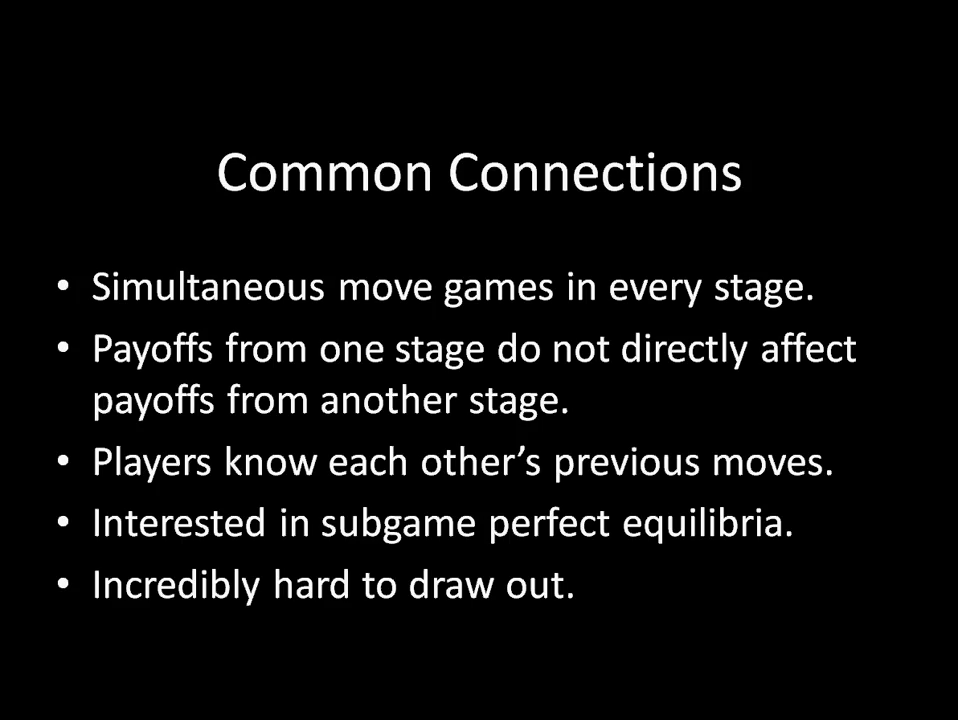 Common Connections
• Simultaneous move games in every stage.
• Payoffs from one stage do not directly affect
payoffs from another stage.
• Players know each other’s previous moves.
• Interested in subgame perfect equilibria.
• Incredibly hard to draw out.